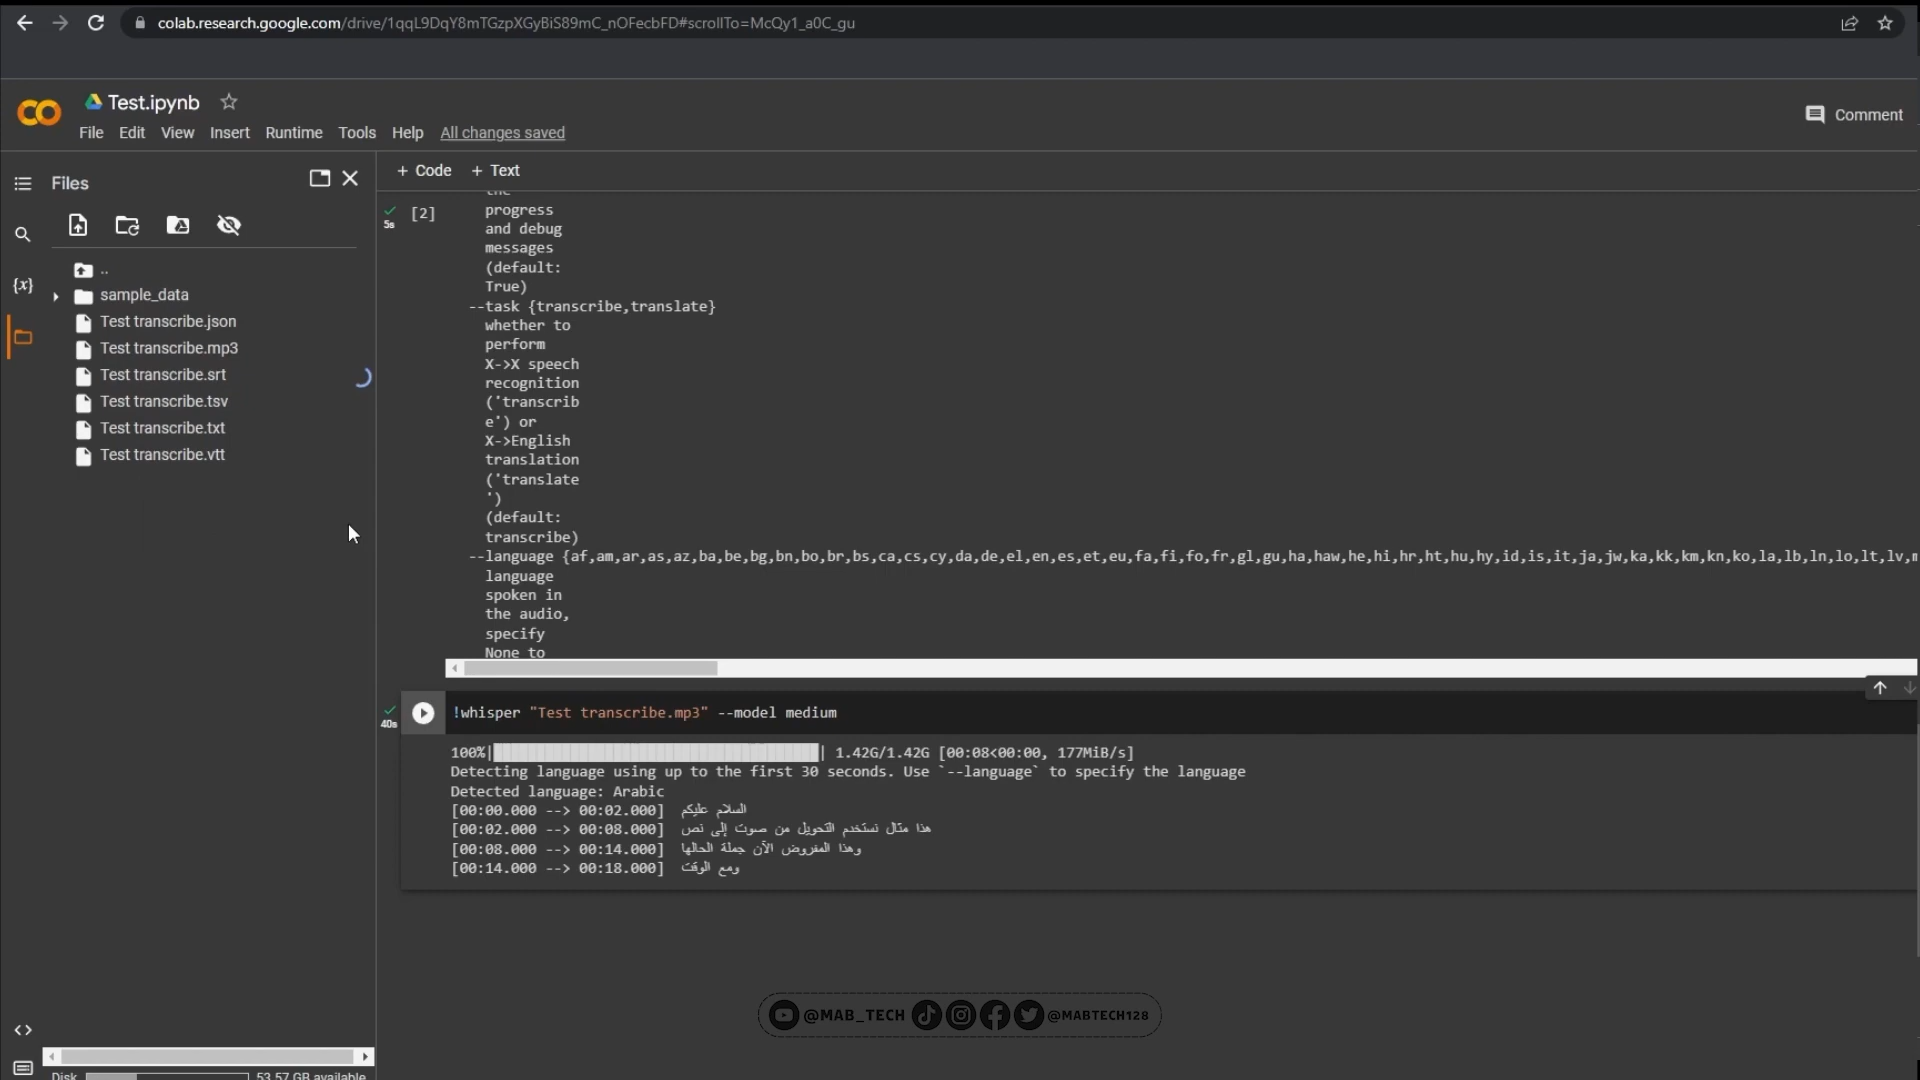 colab.research.google.com/drive/1qqL9DqY8mTGzpXGyBiS89mC_nOFecbFD#scrollTo=McQy1_a0C_gu
Test.ipynb
Comment
File Edit View Insert Runtime Tools Help All changes saved
Files
+ Code + Text
..
sample_data
Test transcribe.json
Test transcribe.mp3
Test transcribe.srt
Test transcribe.tsv
Test transcribe.txt
Test transcribe.vtt
{x}
5s [2]
the
progress
and debug
messages
(default:
True)
--task {transcribe,translate}
whether to
perform
X->X speech
recognition
('transcrib
e') or
X->English
translation
('translate
')
(default:
transcribe)
--language {af,am,ar,as,az,ba,be,bg,bn,bo,br,bs,ca,cs,cy,da,de,el,en,es,et,eu,fa,fi,fo,fr,gl,gu,ha,haw,he,hi,hr,ht,hu,hy,id,is,it,ja,jw,ka,kk,km,kn,ko,la,lb,ln,lo,lt,lv,m
language
spoken in
the audio,
specify
None to
40s !whisper "Test transcribe.mp3" --model medium
100%| | 1.42G/1.42G [00:08<00:00, 177MiB/s]
Detecting language using up to the first 30 seconds. Use `--language` to specify the language
Detected language: Arabic
[00:00.000 --> 00:02.000] السلام عليكم
[00:02.000 --> 00:08.000] هذا مثال نستخدم التحويل من صوت إلى نص
[00:08.000 --> 00:14.000] وهذا المفروض الآن جملة الحالها
[00:14.000 --> 00:18.000] ومع الوقت
@MAB_TECH @MABTECH128
Disk 53.57 GB available